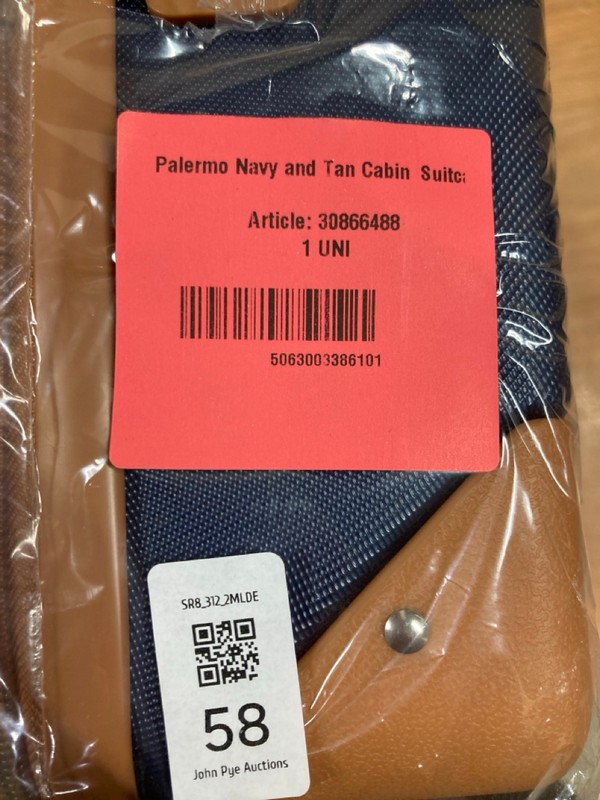 Palermo Navy and Tan Cabin Suitc
Article: 30866488
1 UNI
5063003386101
SR8_312_2MLDE
58
John Pye Auctions